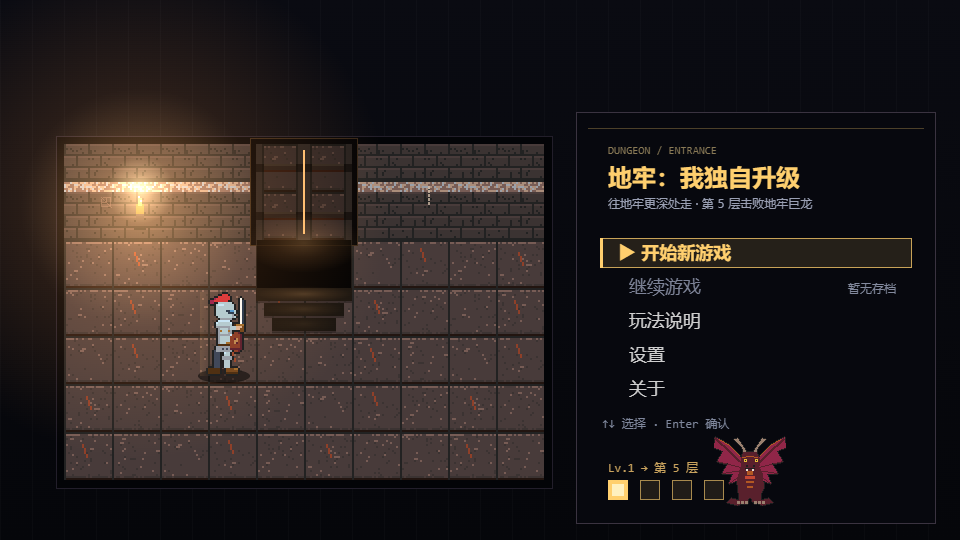 DUNGEON / ENTRANCE
地牢：我独自升级
往地牢更深处走 · 第 5 层击败地牢巨龙
▶ 开始新游戏
继续游戏 暂无存档
玩法说明
设置
关于
↑↓ 选择 · Enter 确认
Lv.1 → 第 5 层